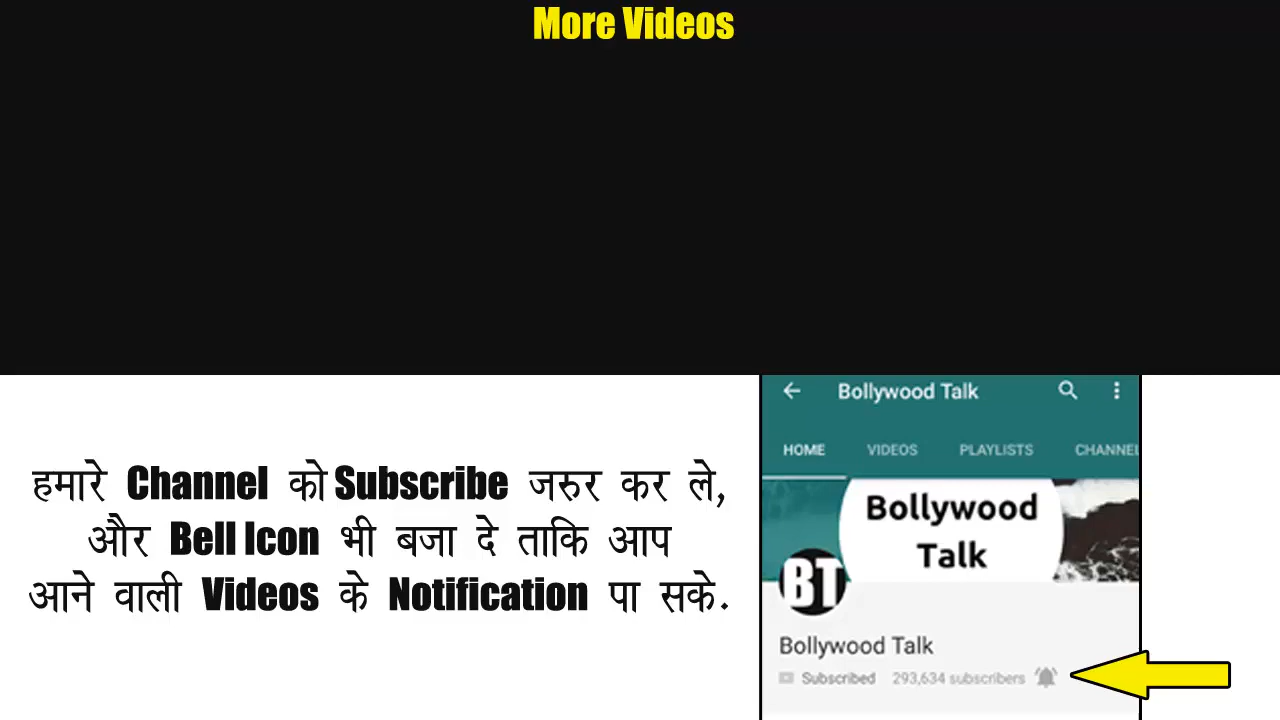 More Videos
हमारे Channel को Subscribe जरुर कर ले,
और Bell Icon भी बजा दे ताकि आप
आने वाली Videos के Notification पा सके.
Bollywood Talk
HOME VIDEOS PLAYLISTS CHANNEL
Bollywood
Talk
BT
Bollywood Talk
Subscribed 293,634 subscribers